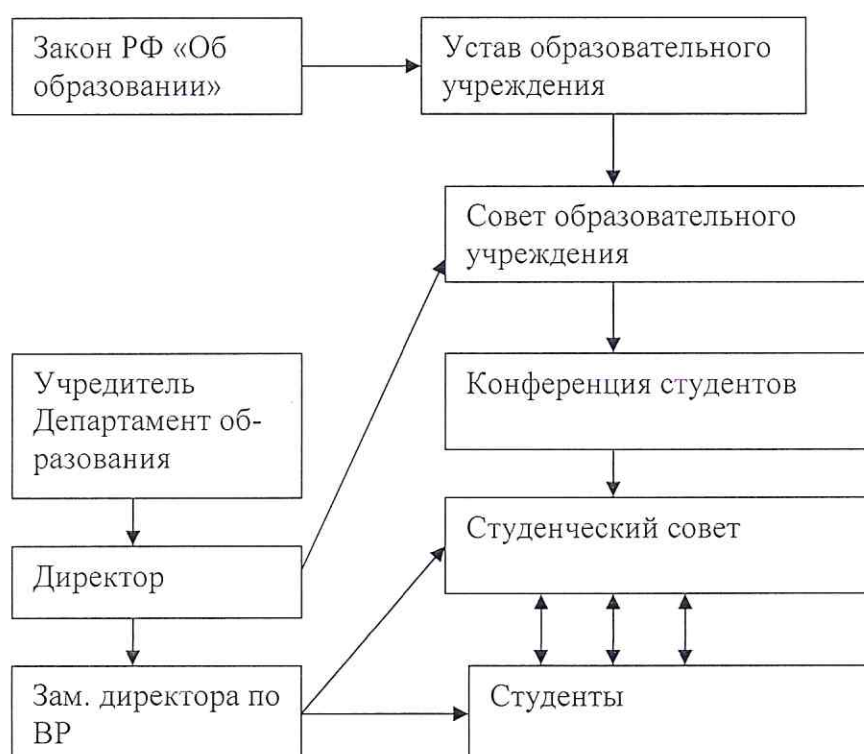 Закон РФ «Об
образовании»
Устав образовательного
учреждения
Совет образовательного
учреждения
Учредитель
Департамент об-
разования
Конференция студентов
Директор
Студенческий совет
Зам. директора по
ВР
Студенты